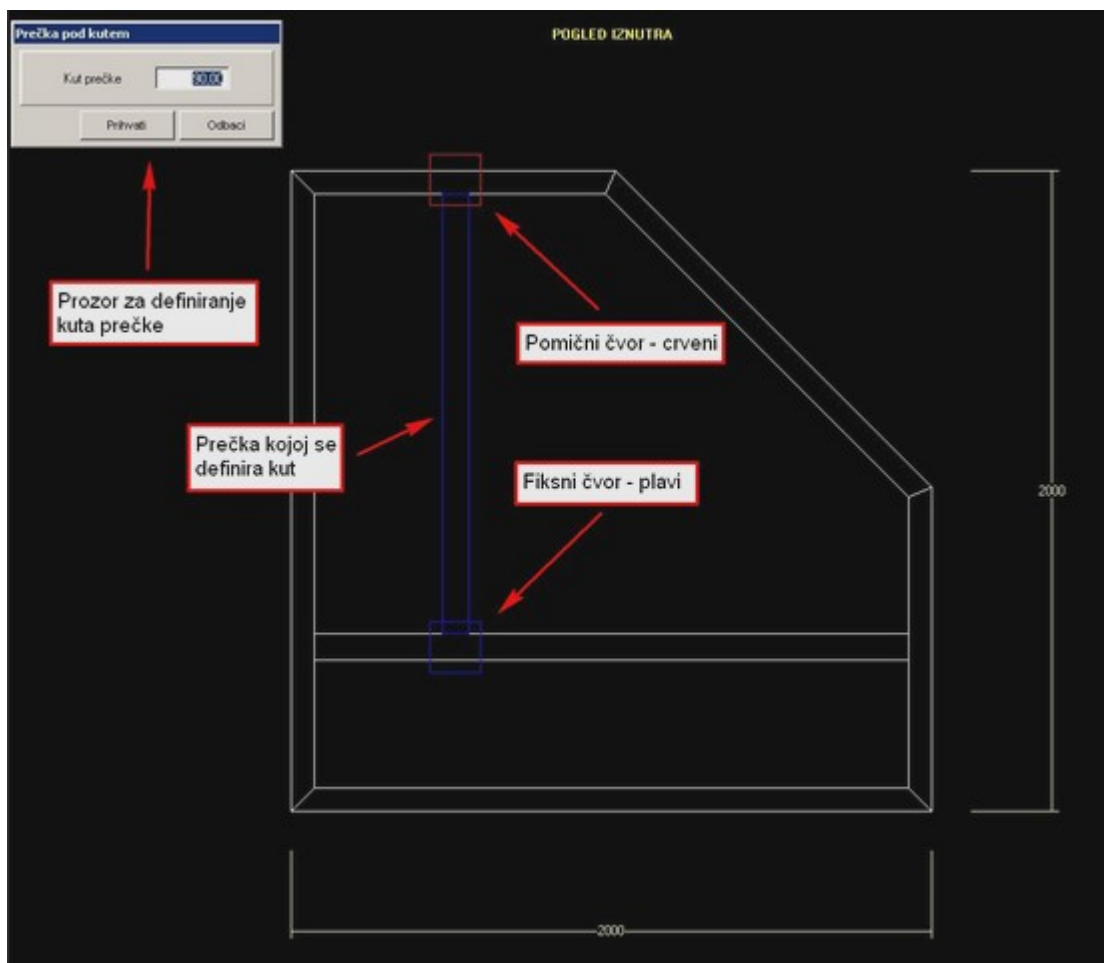 Prečka pod kutem
POGLED IZNUTRA
Kut prečke
90.00
Prihvati
Odbaci
Prozor za definiranje
kuta prečke
Pomični čvor - crveni
Prečka kojoj se
definira kut
Fiksni čvor - plavi
2000
2000